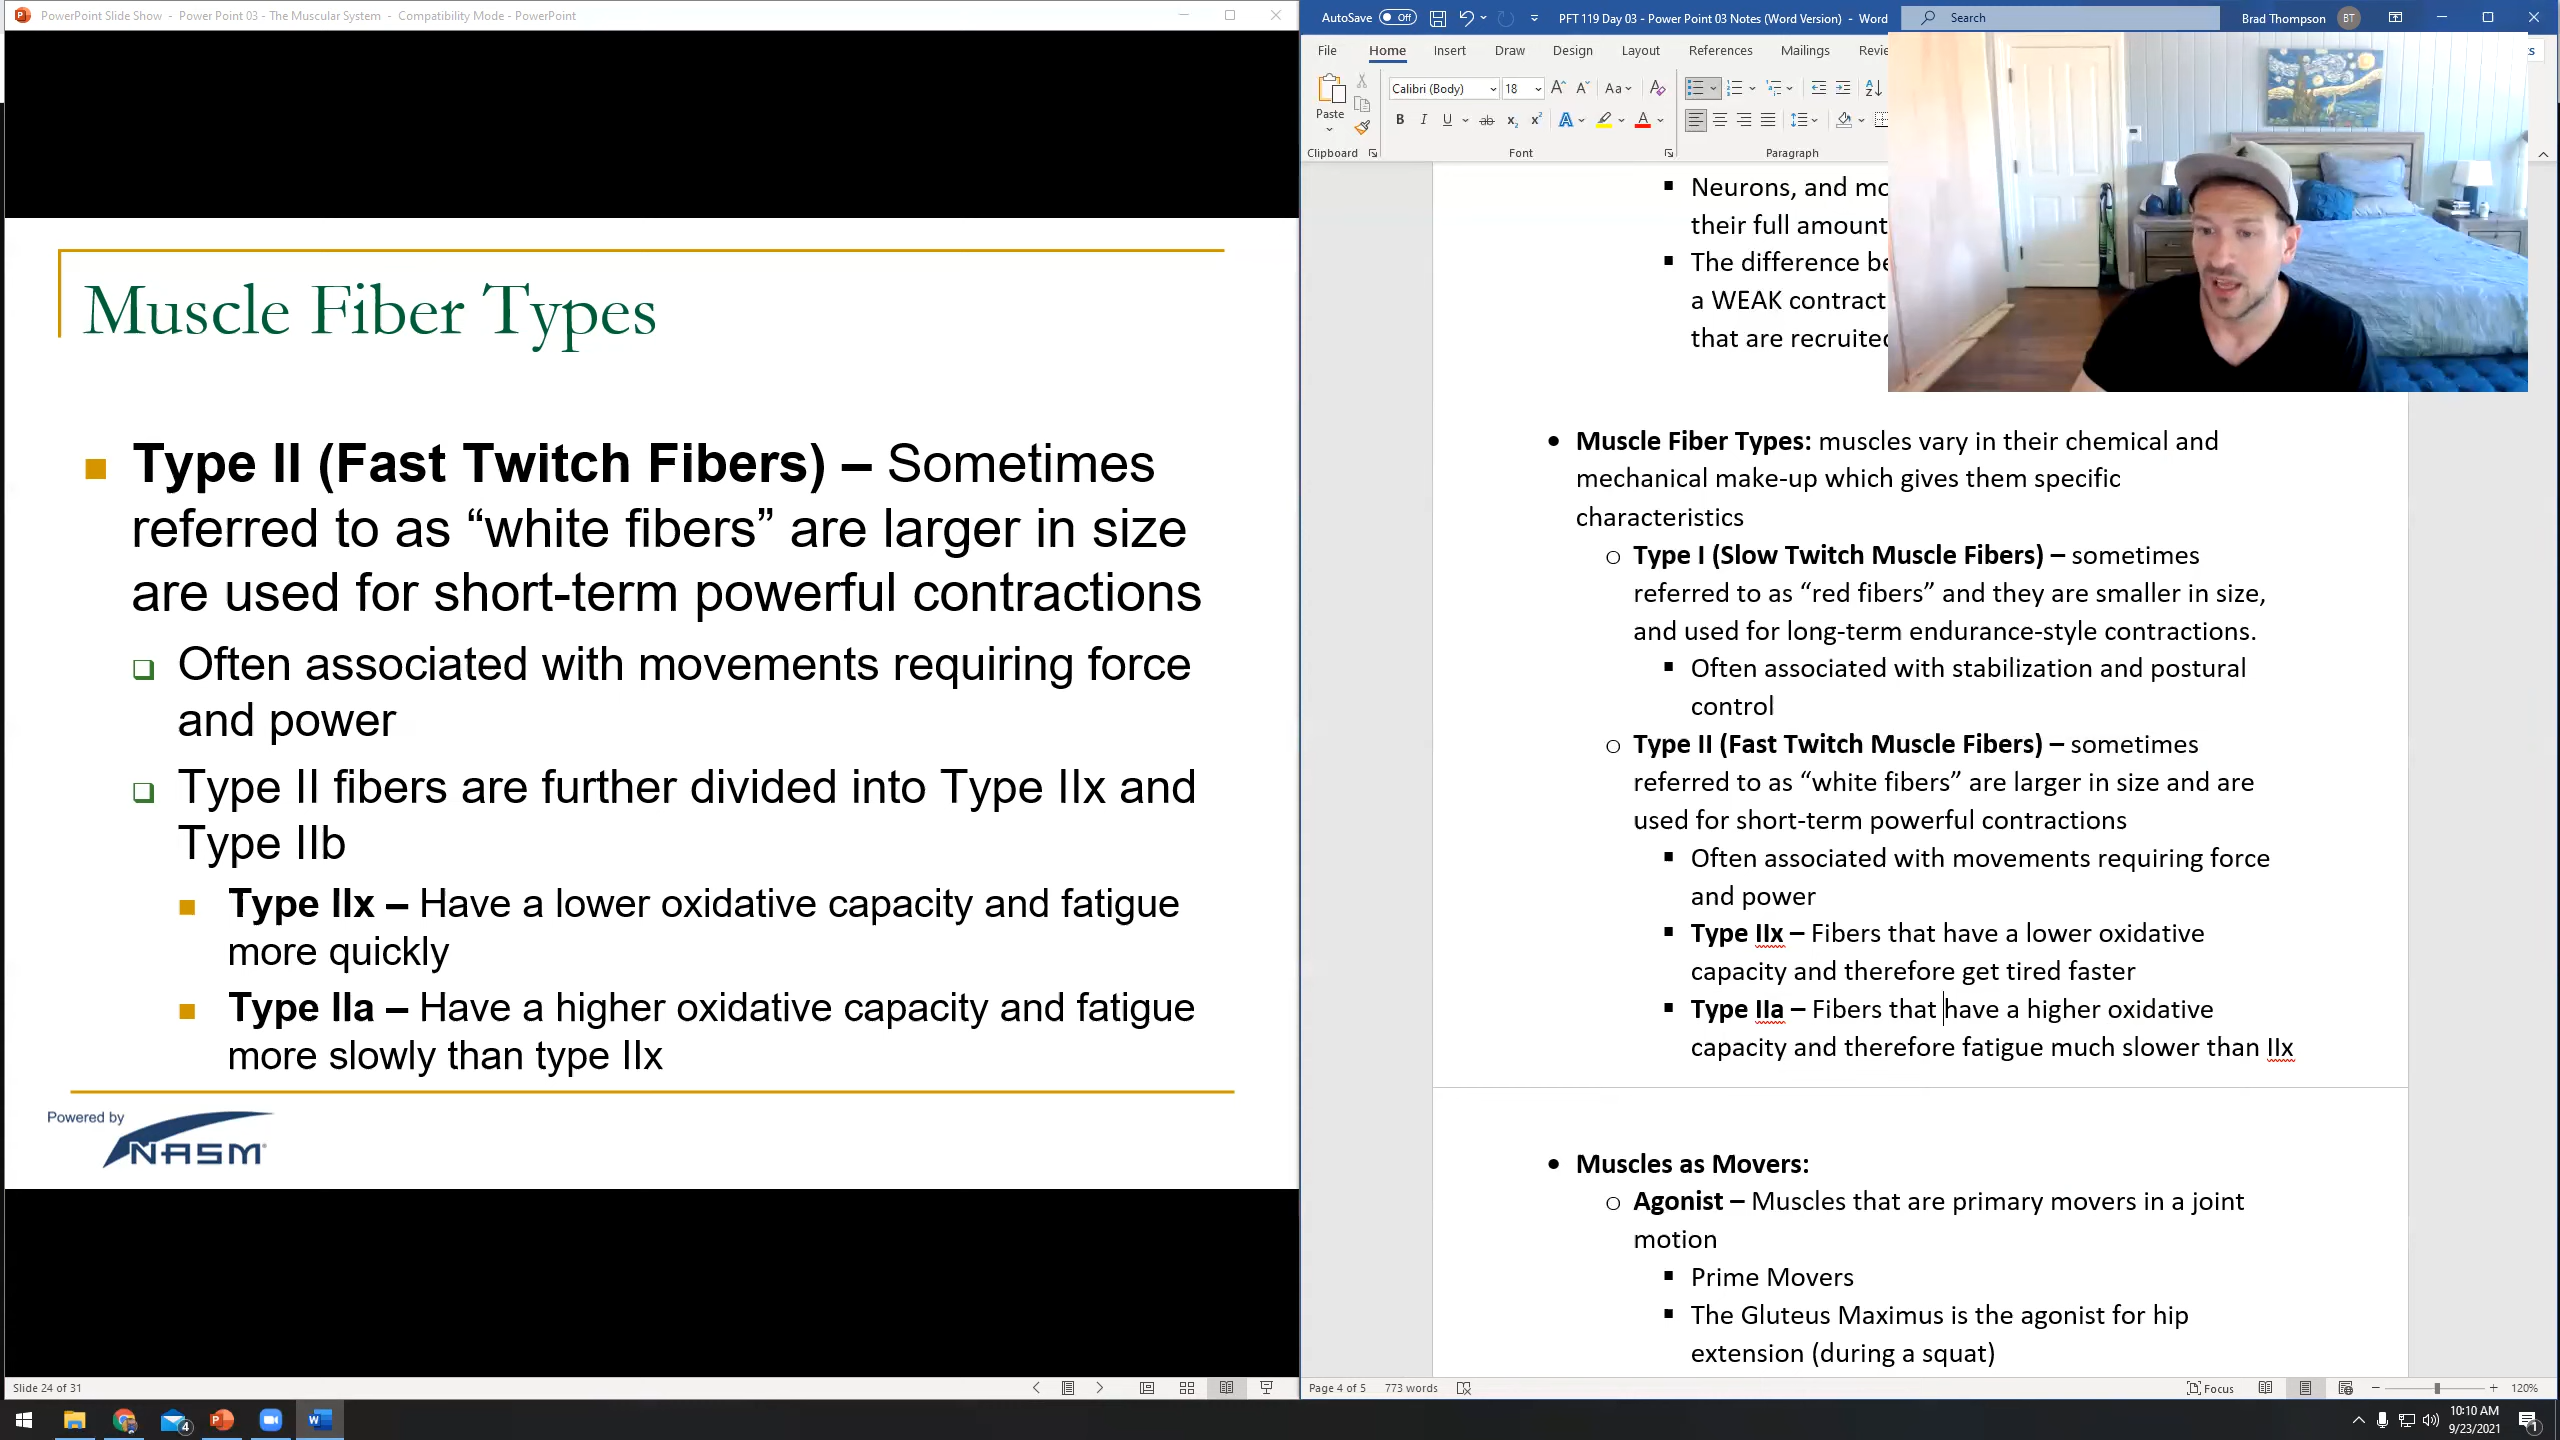 PowerPoint Slide Show - Power Point 03 - The Muscular System - Compatibility Mode - PowerPoint
Muscle Fiber Types
Type II (Fast Twitch Fibers) – Sometimes
referred to as “white fibers” are larger in size
are used for short-term powerful contractions
Often associated with movements requiring force
and power
Type II fibers are further divided into Type IIx and
Type IIb
Type IIx – Have a lower oxidative capacity and fatigue
more quickly
Type IIa – Have a higher oxidative capacity and fatigue
more slowly than type IIx
Powered by
NASM
Slide 24 of 31
AutoSave Off
PFT 119 Day 03 - Power Point 03 Notes (Word Version) - Word
Search
Brad Thompson BT
File Home Insert Draw Design Layout References Mailings Revie
Paste
Calibri (Body) 18
Clipboard Font Paragraph
Neurons, and mo
their full amount
The difference be
a WEAK contract
that are recruited
Muscle Fiber Types: muscles vary in their chemical and
mechanical make-up which gives them specific
characteristics
Type I (Slow Twitch Muscle Fibers) – sometimes
referred to as “red fibers” and they are smaller in size,
and used for long-term endurance-style contractions.
Often associated with stabilization and postural
control
Type II (Fast Twitch Muscle Fibers) – sometimes
referred to as “white fibers” are larger in size and are
used for short-term powerful contractions
Often associated with movements requiring force
and power
Type IIx – Fibers that have a lower oxidative
capacity and therefore get tired faster
Type IIa – Fibers that have a higher oxidative
capacity and therefore fatigue much slower than IIx
Muscles as Movers:
Agonist – Muscles that are primary movers in a joint
motion
Prime Movers
The Gluteus Maximus is the agonist for hip
extension (during a squat)
Page 4 of 5 773 words
Focus
120%
4
10:10 AM
9/23/2021
1